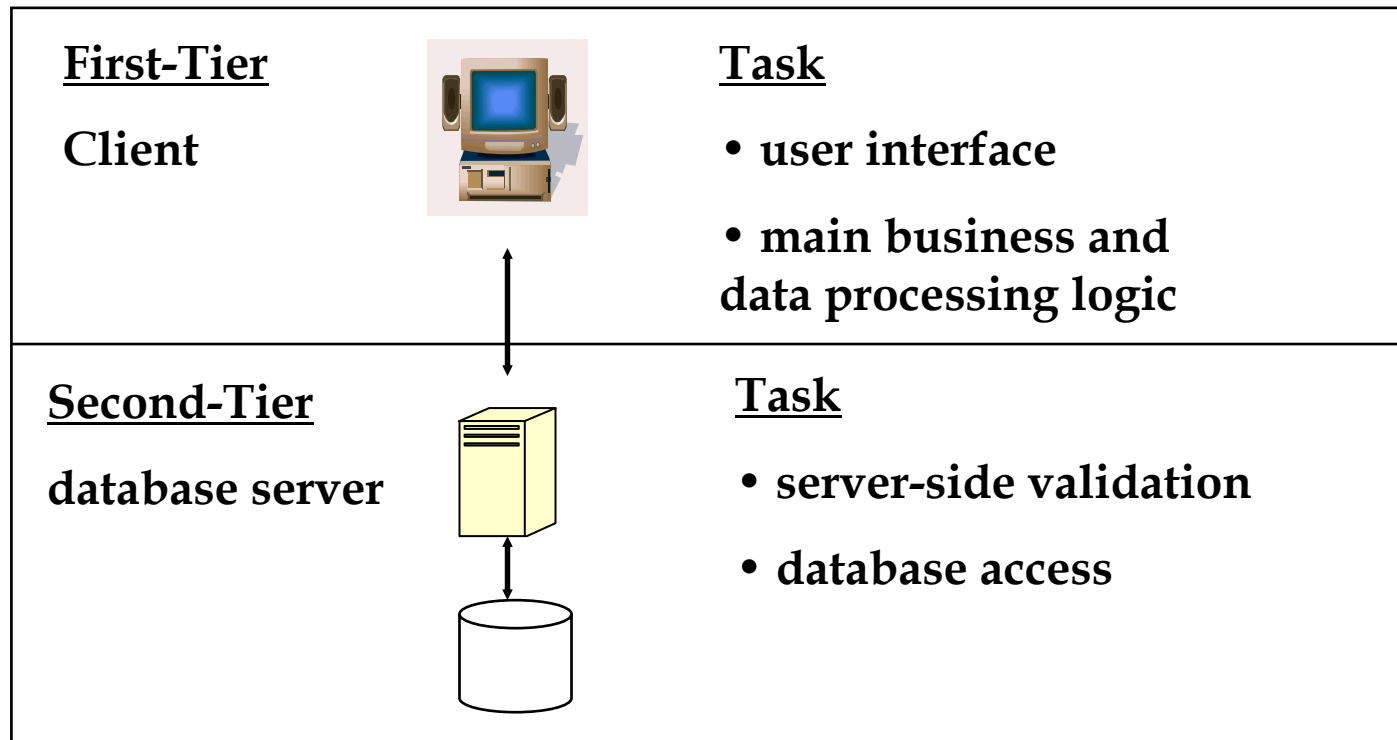 First-Tier
Client
Task
• user interface
• main business and
data processing logic
Second-Tier
database server
Task
• server-side validation
• database access